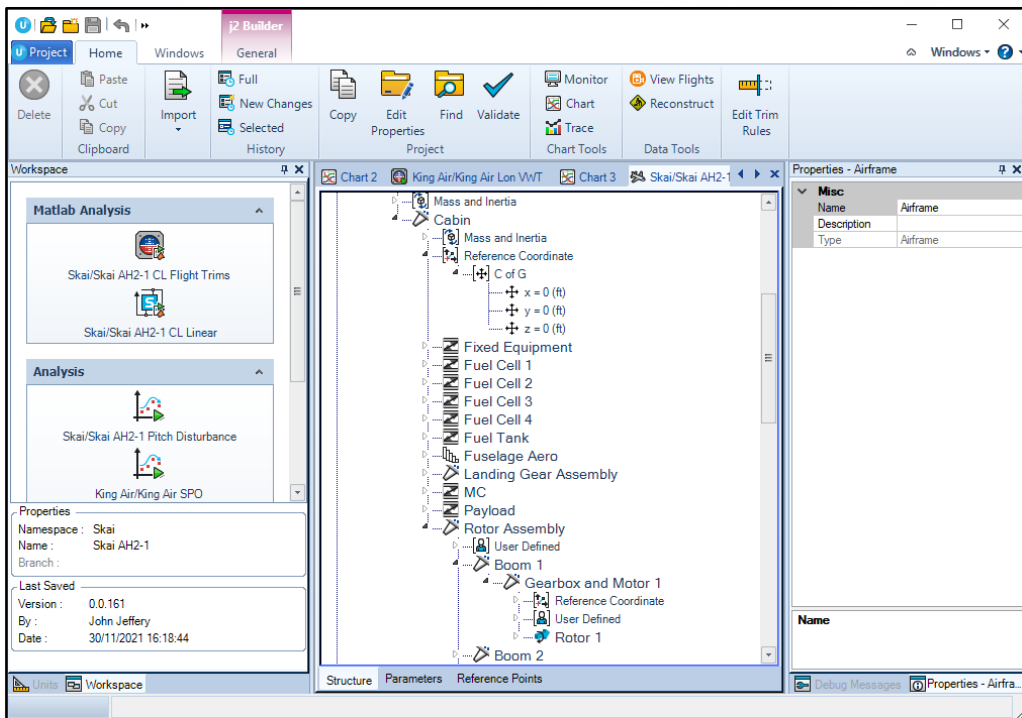 j2 Builder
Project
Home
Windows
General
Windows
Delete
Paste
Cut
Copy
Clipboard
Import
Full
New Changes
Selected
History
Copy
Edit
Properties
Find
Validate
Project
Monitor
Chart
Trace
Chart Tools
View Flights
Reconstruct
Data Tools
Edit Trim
Rules
Workspace
Matlab Analysis
Skai/Skai AH2-1 CL Flight Trims
Skai/Skai AH2-1 CL Linear
Analysis
Skai/Skai AH2-1 Pitch Disturbance
King Air/King Air SPO
Properties
Namespace : Skai
Name : Skai AH2-1
Branch :
Last Saved
Version : 0.0.161
By : John Jeffery
Date : 30/11/2021 16:18:44
Units
Workspace
Chart 2
King Air/King Air Lon VWT
Chart 3
Skai/Skai AH2-1
Mass and Inertia
Cabin
Mass and Inertia
Reference Coordinate
C of G
x = 0 (ft)
y = 0 (ft)
z = 0 (ft)
Fixed Equipment
Fuel Cell 1
Fuel Cell 2
Fuel Cell 3
Fuel Cell 4
Fuel Tank
Fuselage Aero
Landing Gear Assembly
MC
Payload
Rotor Assembly
User Defined
Boom 1
Gearbox and Motor 1
Reference Coordinate
User Defined
Rotor 1
Boom 2
Structure
Parameters
Reference Points
Properties - Airframe
Misc
Name Airframe
Description
Type Airframe
Name
Debug Messages
Properties - Airfra...